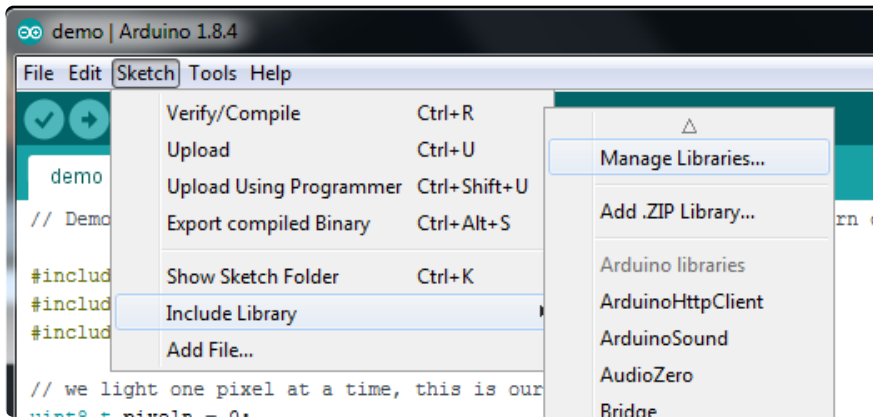 demo | Arduino 1.8.4
File Edit Sketch Tools Help
Verify/Compile Ctrl+R
Upload Ctrl+U
Upload Using Programmer Ctrl+Shift+U
Export compiled Binary Ctrl+Alt+S
Show Sketch Folder Ctrl+K
Include Library
Add File...
Manage Libraries...
Add .ZIP Library...
Arduino libraries
ArduinoHttpClient
ArduinoSound
AudioZero
Bridge
demo
// Demo
#includ
#includ
#includ
// we light one pixel at a time, this is our
uint8_t pixeln = 0;